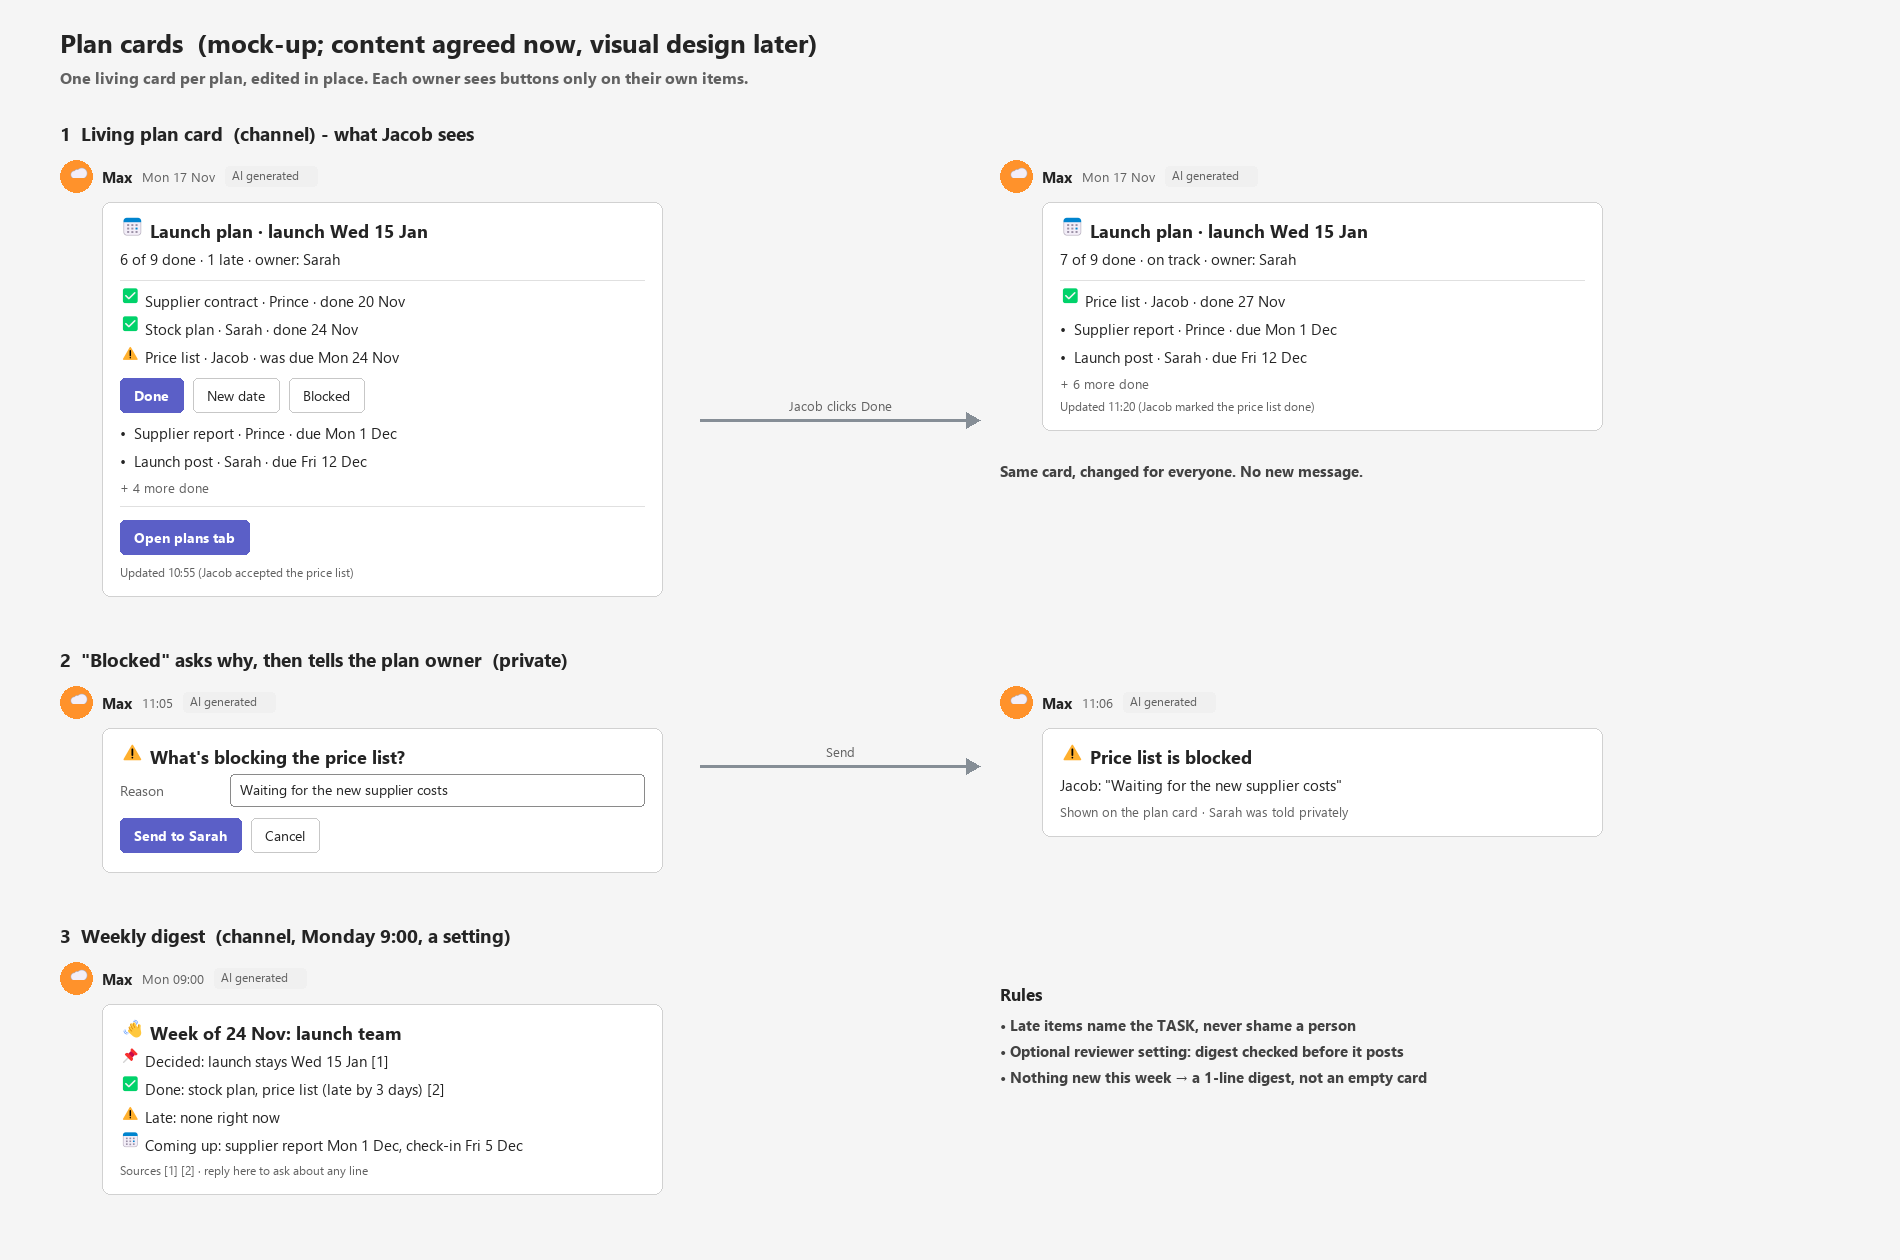 Plan cards (mock-up; content agreed now, visual design later)
One living card per plan, edited in place. Each owner sees buttons only on their own items.
1 Living plan card (channel) - what Jacob sees
Max Mon 17 Nov AI generated
Launch plan · launch Wed 15 Jan
6 of 9 done · 1 late · owner: Sarah
Supplier contract · Prince · done 20 Nov
Stock plan · Sarah · done 24 Nov
Price list · Jacob · was due Mon 24 Nov
Done New date Blocked
• Supplier report · Prince · due Mon 1 Dec
• Launch post · Sarah · due Fri 12 Dec
+ 4 more done
Open plans tab
Updated 10:55 (Jacob accepted the price list)
Jacob clicks Done
Max Mon 17 Nov AI generated
Launch plan · launch Wed 15 Jan
7 of 9 done · on track · owner: Sarah
Price list · Jacob · done 27 Nov
• Supplier report · Prince · due Mon 1 Dec
• Launch post · Sarah · due Fri 12 Dec
+ 6 more done
Updated 11:20 (Jacob marked the price list done)
Same card, changed for everyone. No new message.
2 "Blocked" asks why, then tells the plan owner (private)
Max 11:05 AI generated
What's blocking the price list?
Reason Waiting for the new supplier costs
Send to Sarah Cancel
Send
Max 11:06 AI generated
Price list is blocked
Jacob: "Waiting for the new supplier costs"
Shown on the plan card · Sarah was told privately
3 Weekly digest (channel, Monday 9:00, a setting)
Max Mon 09:00 AI generated
Week of 24 Nov: launch team
Decided: launch stays Wed 15 Jan [1]
Done: stock plan, price list (late by 3 days) [2]
Late: none right now
Coming up: supplier report Mon 1 Dec, check-in Fri 5 Dec
Sources [1] [2] · reply here to ask about any line
Rules
• Late items name the TASK, never shame a person
• Optional reviewer setting: digest checked before it posts
• Nothing new this week → a 1-line digest, not an empty card